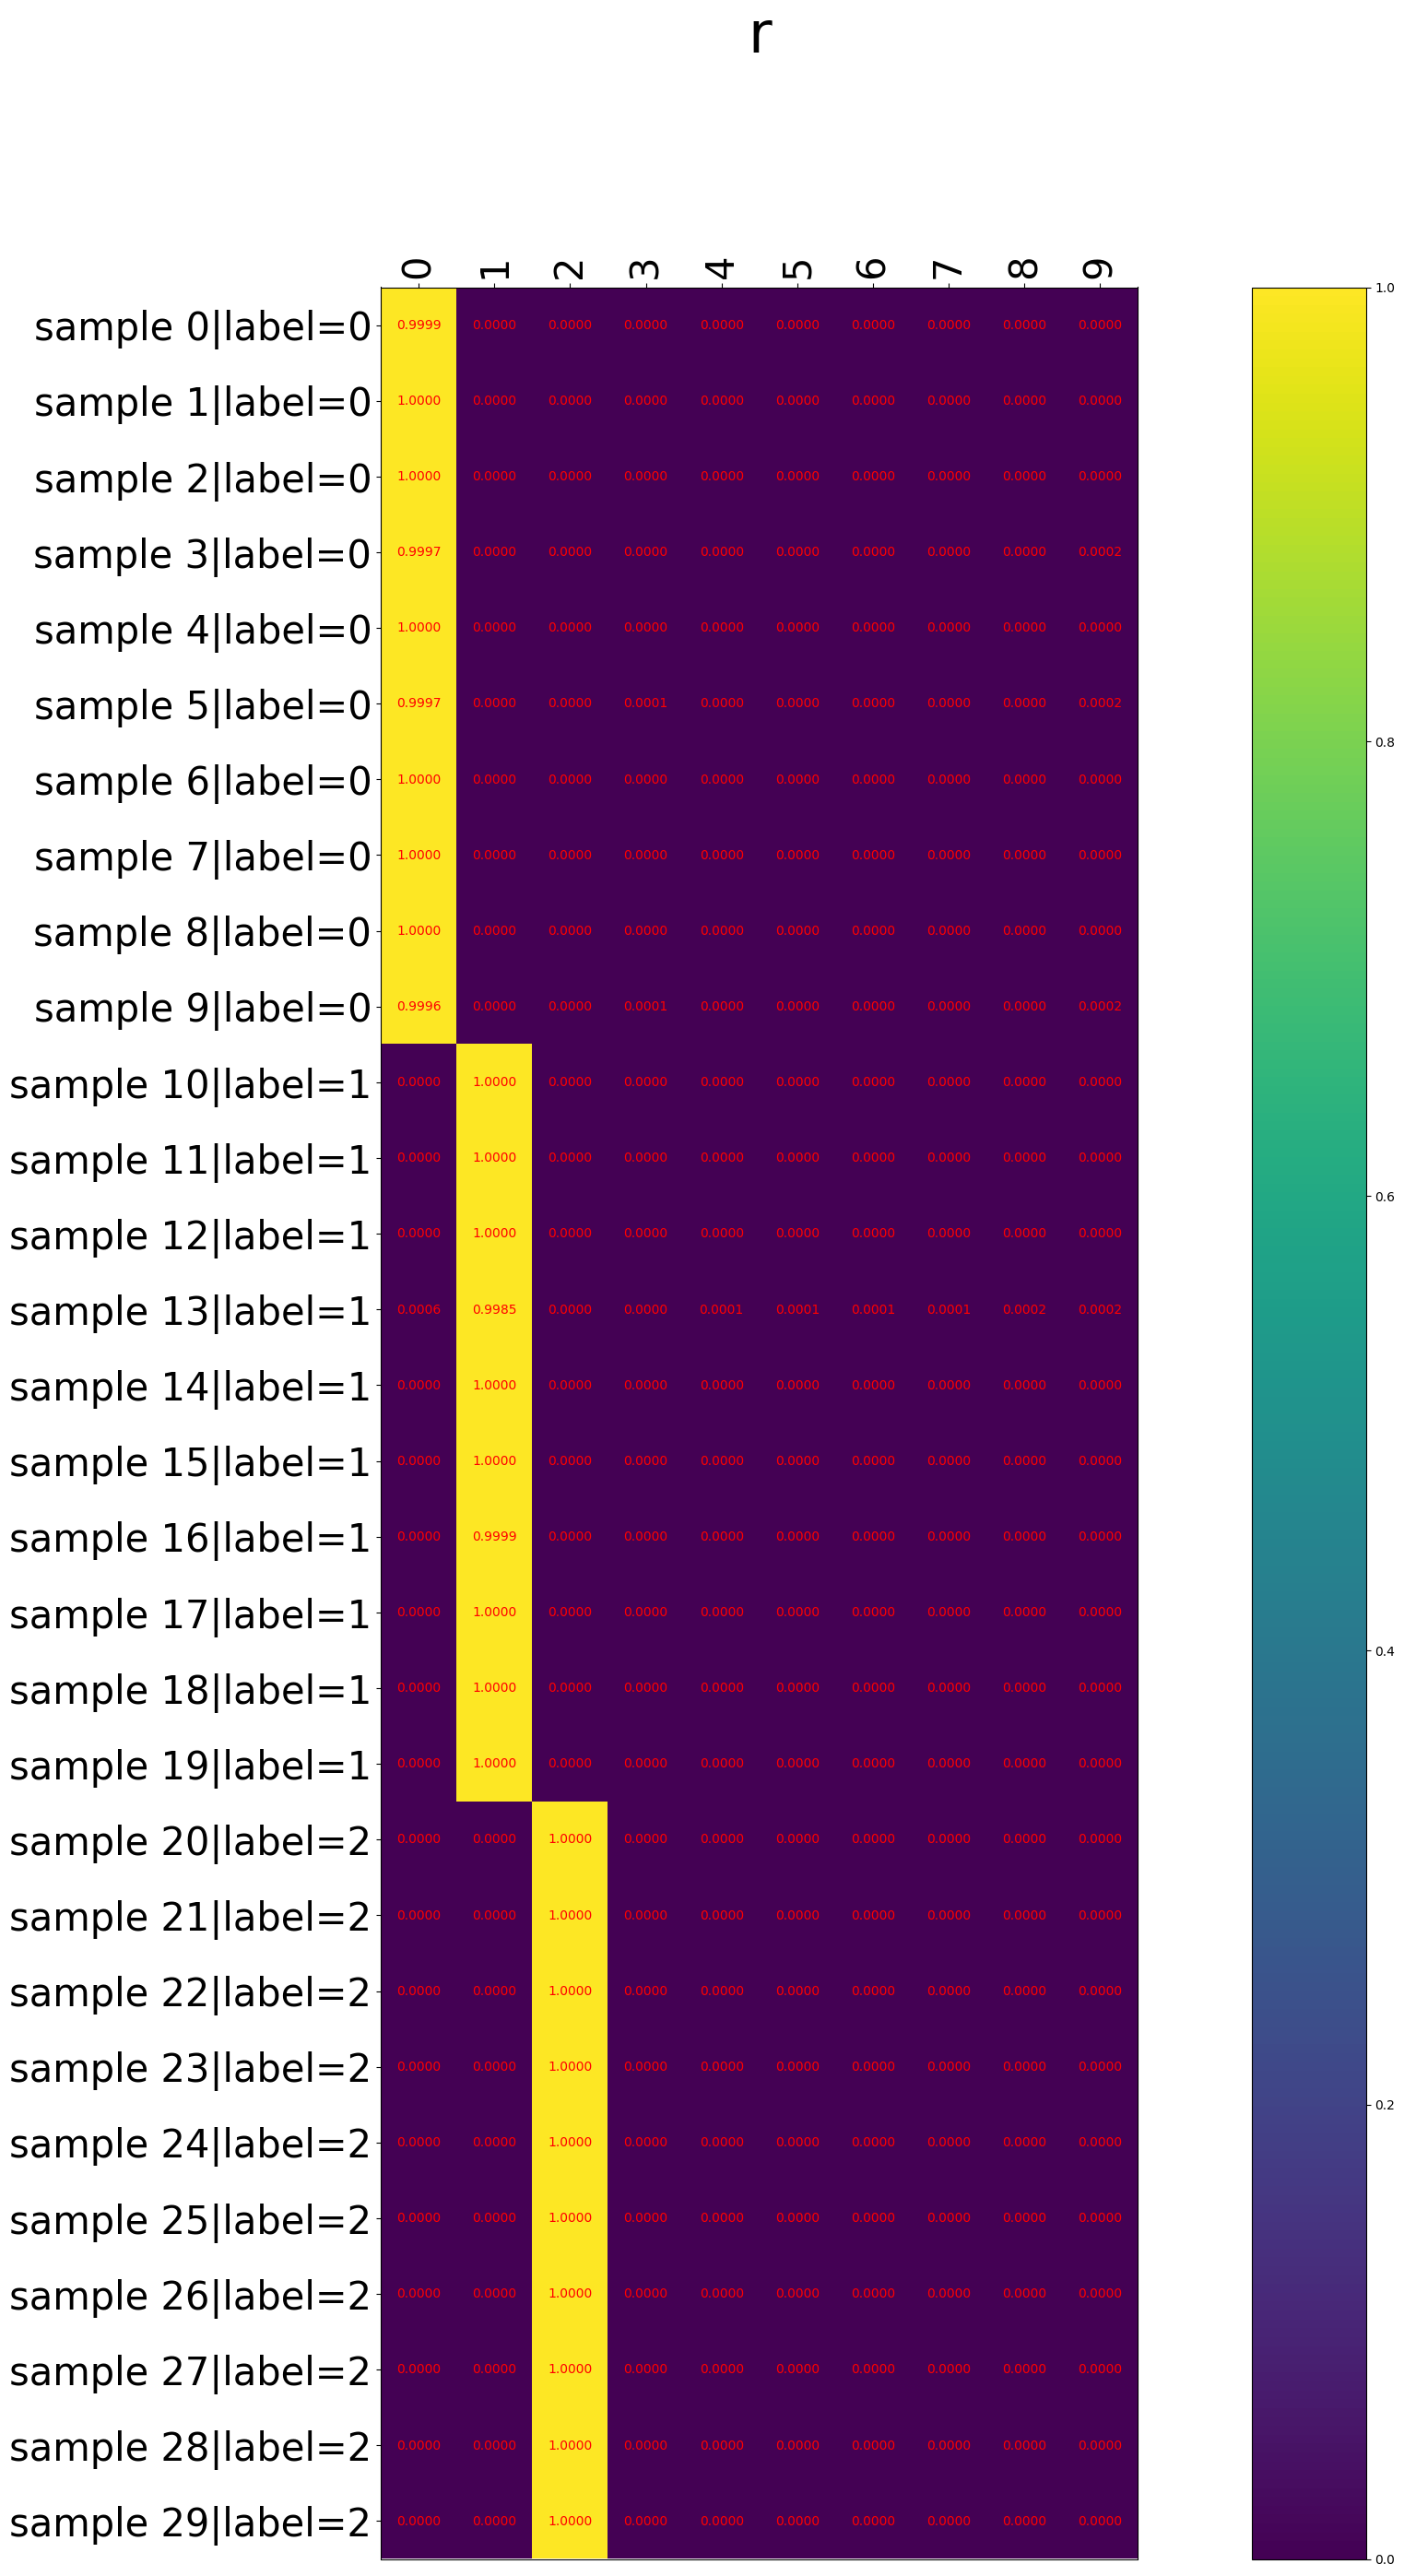 r
0 1 2 3 4 5 6 7 8 9
sample 0|label=0 0.9999 0.0000 0.0000 0.0000 0.0000 0.0000 0.0000 0.0000 0.0000 0.0000
sample 1|label=0 1.0000 0.0000 0.0000 0.0000 0.0000 0.0000 0.0000 0.0000 0.0000 0.0000
sample 2|label=0 1.0000 0.0000 0.0000 0.0000 0.0000 0.0000 0.0000 0.0000 0.0000 0.0000
sample 3|label=0 0.9997 0.0000 0.0000 0.0000 0.0000 0.0000 0.0000 0.0000 0.0000 0.0002
sample 4|label=0 1.0000 0.0000 0.0000 0.0000 0.0000 0.0000 0.0000 0.0000 0.0000 0.0000
sample 5|label=0 0.9997 0.0000 0.0000 0.0001 0.0000 0.0000 0.0000 0.0000 0.0000 0.0002
sample 6|label=0 1.0000 0.0000 0.0000 0.0000 0.0000 0.0000 0.0000 0.0000 0.0000 0.0000
sample 7|label=0 1.0000 0.0000 0.0000 0.0000 0.0000 0.0000 0.0000 0.0000 0.0000 0.0000
sample 8|label=0 1.0000 0.0000 0.0000 0.0000 0.0000 0.0000 0.0000 0.0000 0.0000 0.0000
sample 9|label=0 0.9996 0.0000 0.0000 0.0001 0.0000 0.0000 0.0000 0.0000 0.0000 0.0002
sample 10|label=1 0.0000 1.0000 0.0000 0.0000 0.0000 0.0000 0.0000 0.0000 0.0000 0.0000
sample 11|label=1 0.0000 1.0000 0.0000 0.0000 0.0000 0.0000 0.0000 0.0000 0.0000 0.0000
sample 12|label=1 0.0000 1.0000 0.0000 0.0000 0.0000 0.0000 0.0000 0.0000 0.0000 0.0000
sample 13|label=1 0.0006 0.9985 0.0000 0.0000 0.0001 0.0001 0.0001 0.0001 0.0002 0.0002
sample 14|label=1 0.0000 1.0000 0.0000 0.0000 0.0000 0.0000 0.0000 0.0000 0.0000 0.0000
sample 15|label=1 0.0000 1.0000 0.0000 0.0000 0.0000 0.0000 0.0000 0.0000 0.0000 0.0000
sample 16|label=1 0.0000 0.9999 0.0000 0.0000 0.0000 0.0000 0.0000 0.0000 0.0000 0.0000
sample 17|label=1 0.0000 1.0000 0.0000 0.0000 0.0000 0.0000 0.0000 0.0000 0.0000 0.0000
sample 18|label=1 0.0000 1.0000 0.0000 0.0000 0.0000 0.0000 0.0000 0.0000 0.0000 0.0000
sample 19|label=1 0.0000 1.0000 0.0000 0.0000 0.0000 0.0000 0.0000 0.0000 0.0000 0.0000
sample 20|label=2 0.0000 0.0000 1.0000 0.0000 0.0000 0.0000 0.0000 0.0000 0.0000 0.0000
sample 21|label=2 0.0000 0.0000 1.0000 0.0000 0.0000 0.0000 0.0000 0.0000 0.0000 0.0000
sample 22|label=2 0.0000 0.0000 1.0000 0.0000 0.0000 0.0000 0.0000 0.0000 0.0000 0.0000
sample 23|label=2 0.0000 0.0000 1.0000 0.0000 0.0000 0.0000 0.0000 0.0000 0.0000 0.0000
sample 24|label=2 0.0000 0.0000 1.0000 0.0000 0.0000 0.0000 0.0000 0.0000 0.0000 0.0000
sample 25|label=2 0.0000 0.0000 1.0000 0.0000 0.0000 0.0000 0.0000 0.0000 0.0000 0.0000
sample 26|label=2 0.0000 0.0000 1.0000 0.0000 0.0000 0.0000 0.0000 0.0000 0.0000 0.0000
sample 27|label=2 0.0000 0.0000 1.0000 0.0000 0.0000 0.0000 0.0000 0.0000 0.0000 0.0000
sample 28|label=2 0.0000 0.0000 1.0000 0.0000 0.0000 0.0000 0.0000 0.0000 0.0000 0.0000
sample 29|label=2 0.0000 0.0000 1.0000 0.0000 0.0000 0.0000 0.0000 0.0000 0.0000 0.0000
1.0
0.8
0.6
0.4
0.2
0.0